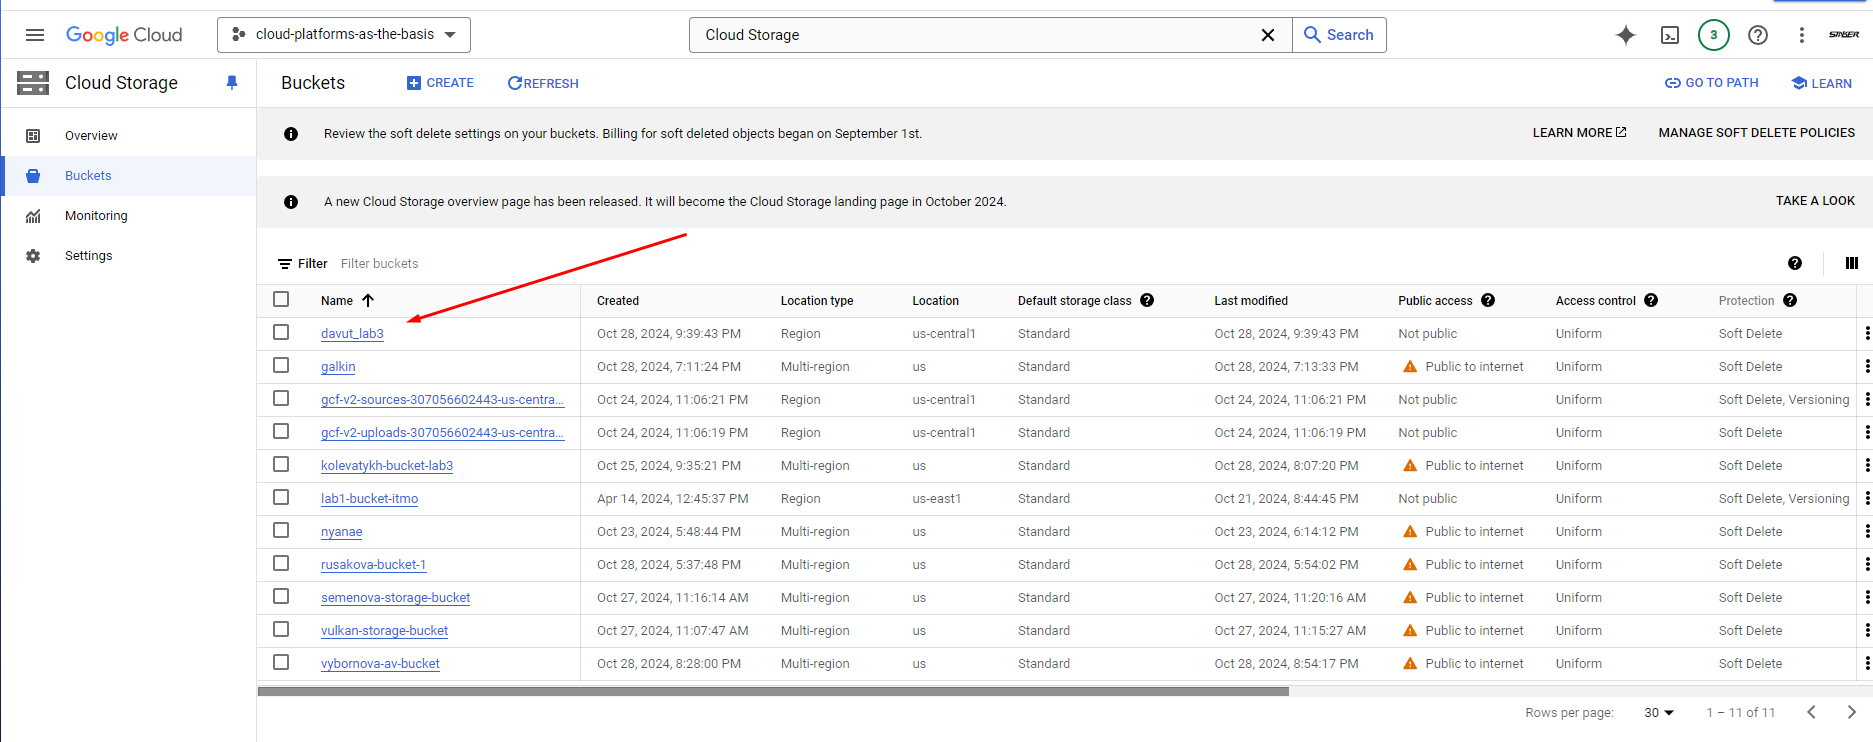 Google Cloud cloud-platforms-as-the-basis Cloud Storage Search 3
Cloud Storage Buckets CREATE REFRESH GO TO PATH LEARN
Overview
Buckets
Monitoring
Settings
Review the soft delete settings on your buckets. Billing for soft deleted objects began on September 1st. LEARN MORE MANAGE SOFT DELETE POLICIES
A new Cloud Storage overview page has been released. It will become the Cloud Storage landing page in October 2024. TAKE A LOOK
Filter Filter buckets
Name Created Location type Location Default storage class Last modified Public access Access control Protection
davut_lab3 Oct 28, 2024, 9:39:43 PM Region us-central1 Standard Oct 28, 2024, 9:39:43 PM Not public Uniform Soft Delete
galkin Oct 28, 2024, 7:11:24 PM Multi-region us Standard Oct 28, 2024, 7:13:33 PM Public to internet Uniform Soft Delete
gcf-v2-sources-307056602443-us-centra... Oct 24, 2024, 11:06:21 PM Region us-central1 Standard Oct 24, 2024, 11:06:21 PM Not public Uniform Soft Delete, Versioning
gcf-v2-uploads-307056602443-us-centra... Oct 24, 2024, 11:06:19 PM Region us-central1 Standard Oct 24, 2024, 11:06:19 PM Not public Uniform Soft Delete
kolevatykh-bucket-lab3 Oct 25, 2024, 9:35:21 PM Multi-region us Standard Oct 28, 2024, 8:07:20 PM Public to internet Uniform Soft Delete
lab1-bucket-itmo Apr 14, 2024, 12:45:37 PM Region us-east1 Standard Oct 21, 2024, 8:44:45 PM Not public Uniform Soft Delete, Versioning
nyanae Oct 23, 2024, 5:48:44 PM Multi-region us Standard Oct 23, 2024, 6:14:12 PM Public to internet Uniform Soft Delete
rusakova-bucket-1 Oct 28, 2024, 5:37:48 PM Multi-region us Standard Oct 28, 2024, 5:54:02 PM Public to internet Uniform Soft Delete
semenova-storage-bucket Oct 27, 2024, 11:16:14 AM Multi-region us Standard Oct 27, 2024, 11:20:16 AM Public to internet Uniform Soft Delete
vulkan-storage-bucket Oct 27, 2024, 11:07:47 AM Multi-region us Standard Oct 27, 2024, 11:15:27 AM Public to internet Uniform Soft Delete
vybornova-av-bucket Oct 28, 2024, 8:28:00 PM Multi-region us Standard Oct 28, 2024, 8:54:17 PM Public to internet Uniform Soft Delete
Rows per page: 30 1 – 11 of 11